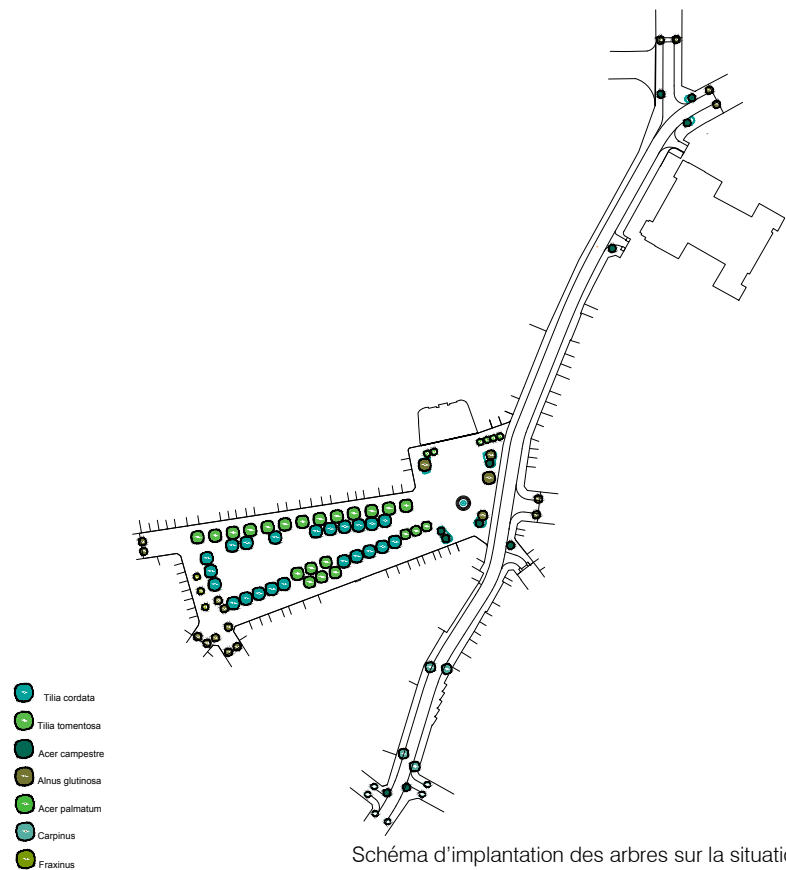 Tilia cordata
Tilia tomentosa
Acer campestre
Alnus glutinosa
Acer palmatum
Carpinus
Fraxinus
Schéma d'implantation des arbres sur la situatio